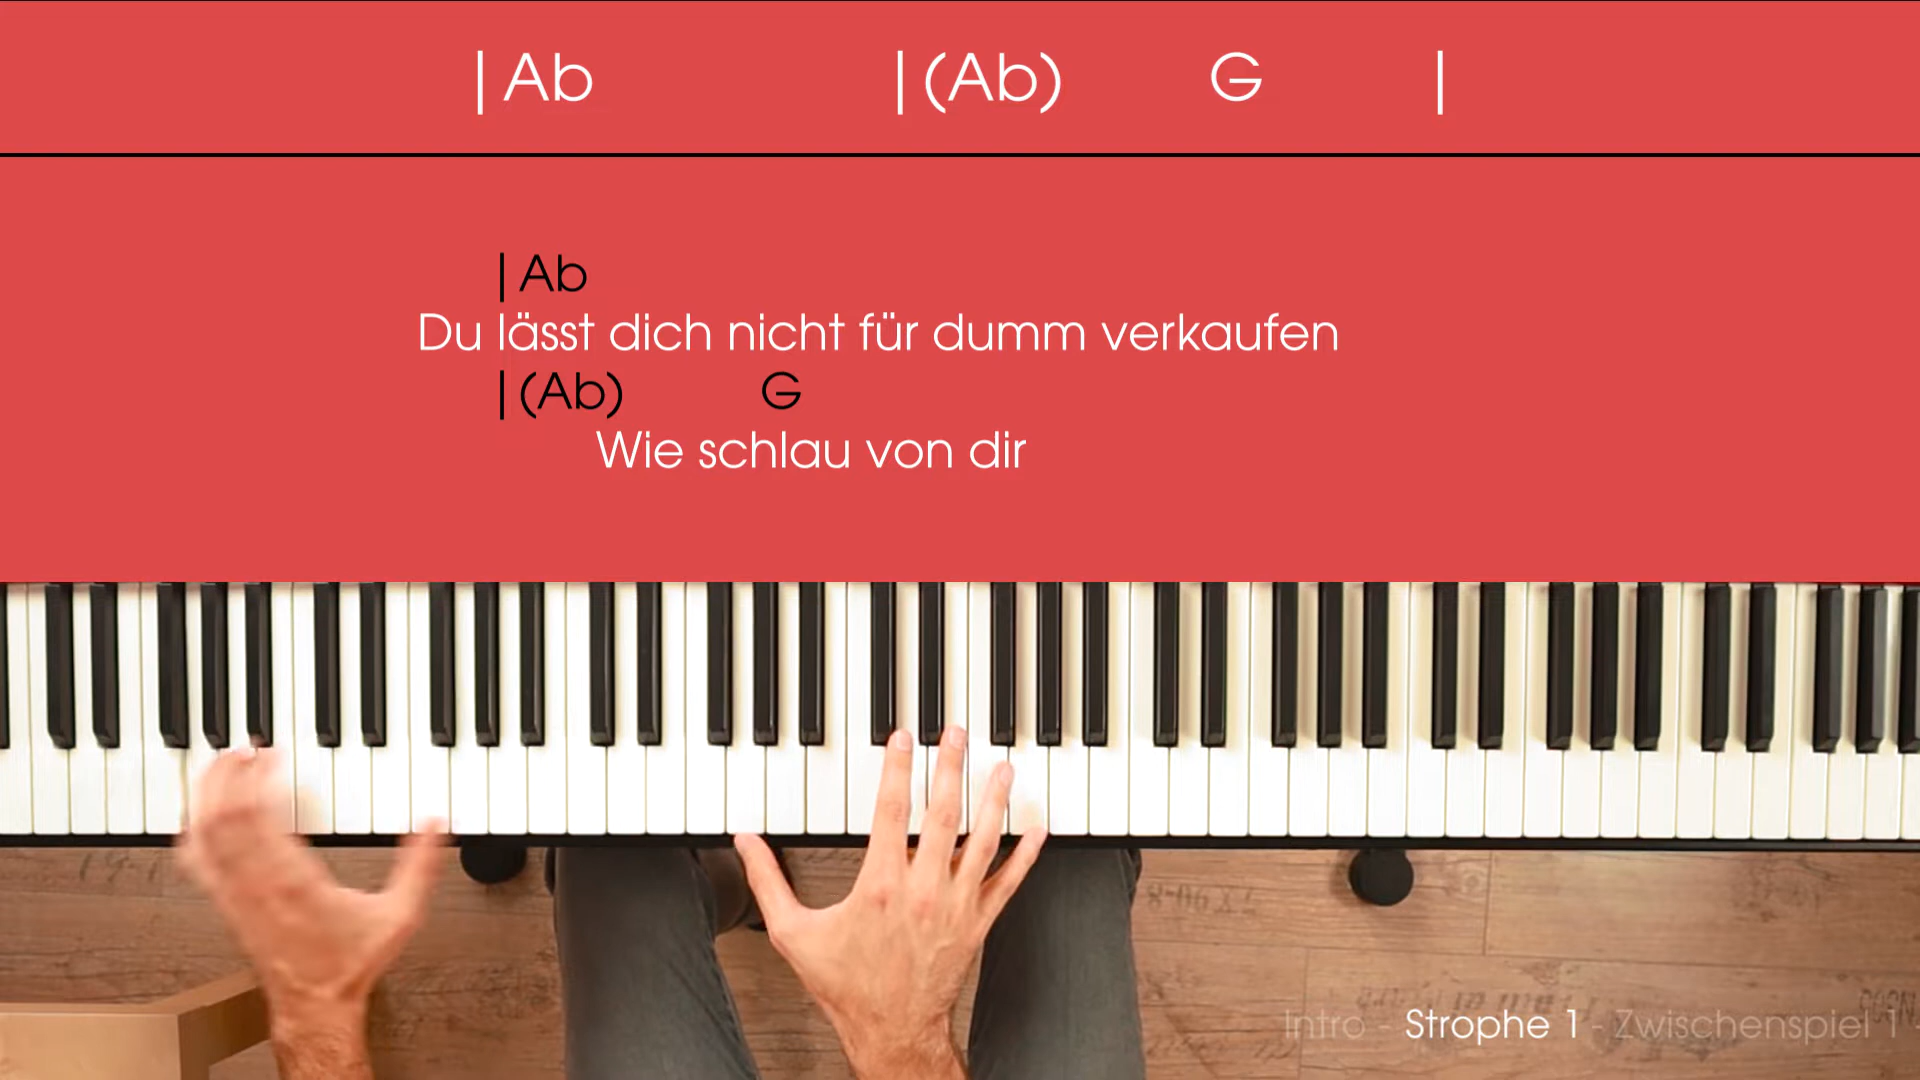 | Ab | (Ab) G |
| Ab
Du lässt dich nicht für dumm verkaufen
| (Ab) G
Wie schlau von dir
Intro - Strophe 1 - Zwischenspiel 1 -